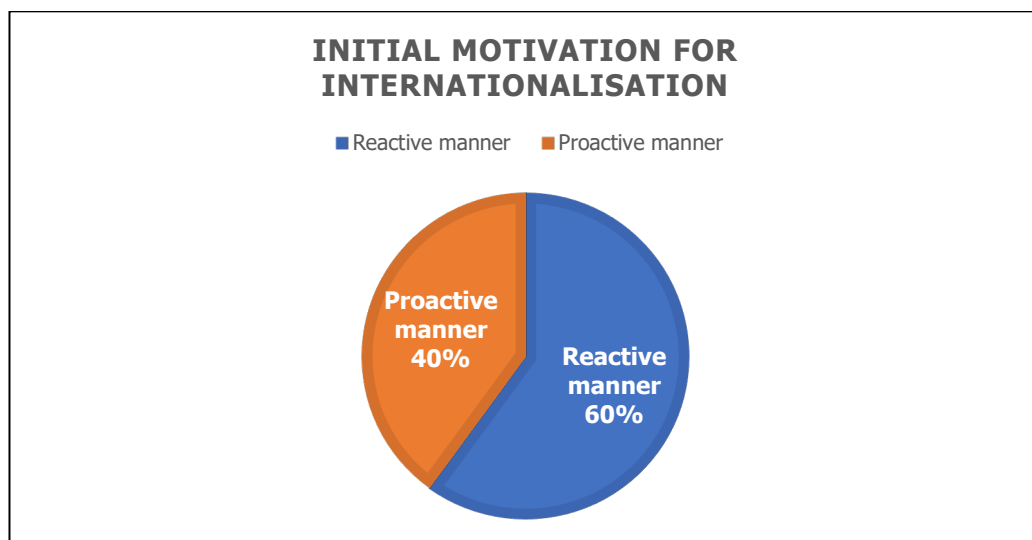 INITIAL MOTIVATION FOR
INTERNATIONALISATION
Reactive manner Proactive manner
Proactive
manner
40%
Reactive
manner
60%